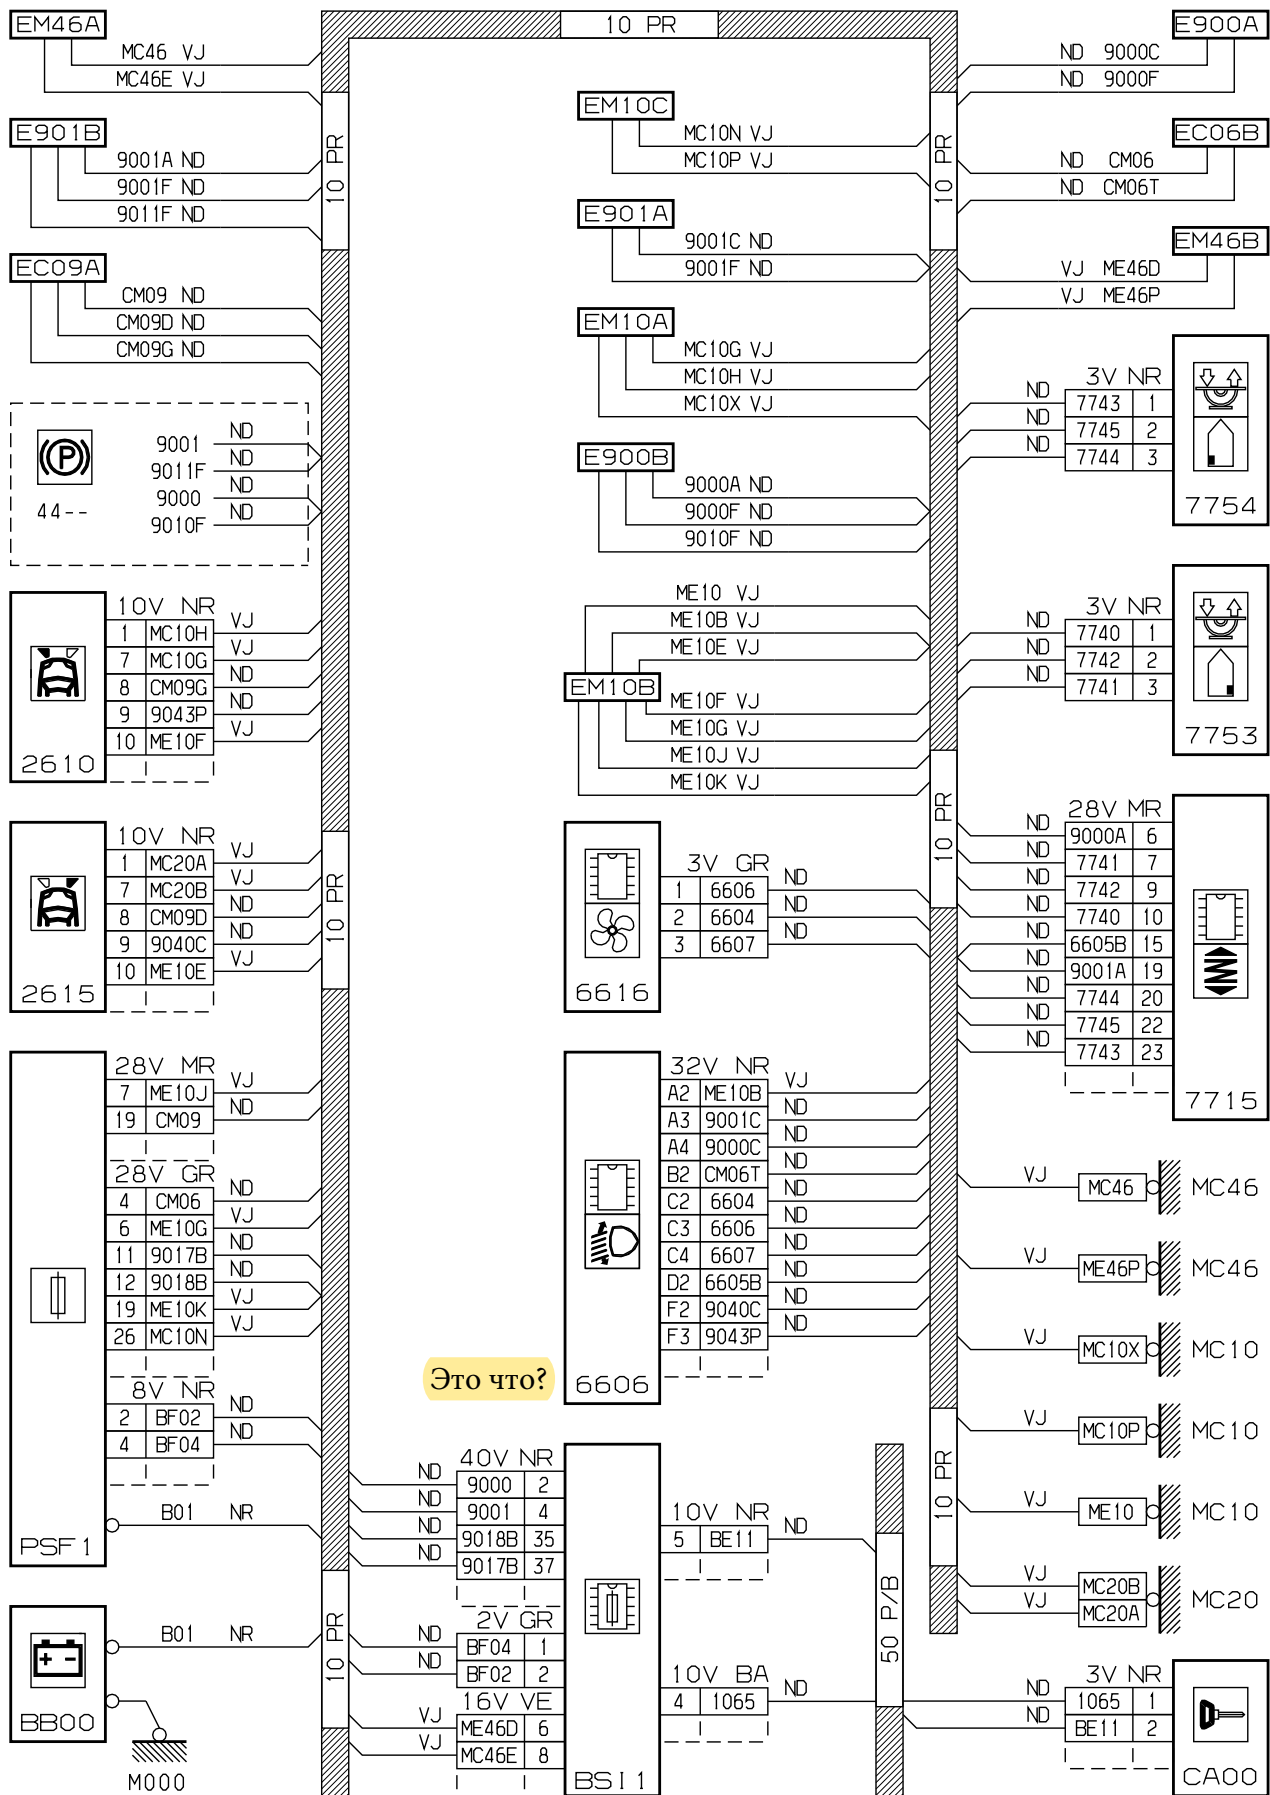 10 PR
EM46A
MC46 VJ
MC46E VJ
E901B
9001A ND
9001F ND
9011F ND
10 PR
EC09A
CM09 ND
CM09D ND
CM09G ND
44--
9001 ND
9011F ND
9000 ND
9010F ND
10V NR
1 MC10H VJ
7 MC10G VJ
8 CM09G ND
9 9043P ND
10 ME10F VJ
2610
10V NR
1 MC20A VJ
7 MC20B VJ
8 CM09D ND
9 9040C ND
10 ME10E VJ
2615
10 PR
28V MR
7 ME10J VJ
19 CM09 ND
28V GR
4 CM06 ND
6 ME10G VJ
11 9017B ND
12 9018B ND
19 ME10K VJ
26 MC10N VJ
8V NR
2 BF02 ND
4 BF04 ND
B01 NR
PSF1
B01 NR
BB00
M000
10 PR
EM10C
MC10N VJ
MC10P VJ
E901A
9001C ND
9001F ND
EM10A
MC10G VJ
MC10H VJ
MC10X VJ
E900B
9000A ND
9000F ND
9010F ND
ME10 VJ
ME10B VJ
ME10E VJ
EM10B
ME10F VJ
ME10G VJ
ME10J VJ
ME10K VJ
3V GR
1 6606 ND
2 6604 ND
3 6607 ND
6616
32V NR
A2 ME10B VJ
A3 9001C ND
A4 9000C ND
B2 CM06T ND
C2 6604 ND
C3 6606 ND
C4 6607 ND
D2 6605B ND
F2 9040C ND
F3 9043P ND
Это что?
6606
40V NR
ND 9000 2
ND 9001 4
ND 9018B 35
ND 9017B 37
2V GR
ND BF04 1
ND BF02 2
16V VE
VJ ME46D 6
VJ MC46E 8
10V NR
5 BE11 ND
10V BA
4 1065 ND
BSI1
50 P/B
10 PR
10 PR
10 PR
E900A
ND 9000C
ND 9000F
EC06B
ND CM06
ND CM06T
EM46B
VJ ME46D
VJ ME46P
3V NR
ND 7743 1
ND 7745 2
ND 7744 3
7754
3V NR
ND 7740 1
ND 7742 2
ND 7741 3
7753
28V MR
ND 9000A 6
ND 7741 7
ND 7742 9
ND 7740 10
ND 6605B 15
ND 9001A 19
ND 7744 20
ND 7745 22
ND 7743 23
7715
VJ MC46 MC46
VJ ME46P MC46
VJ MC10X MC10
VJ MC10P MC10
VJ ME10 MC10
VJ MC20B
VJ MC20A
MC20
3V NR
ND 1065 1
ND BE11 2
CA00